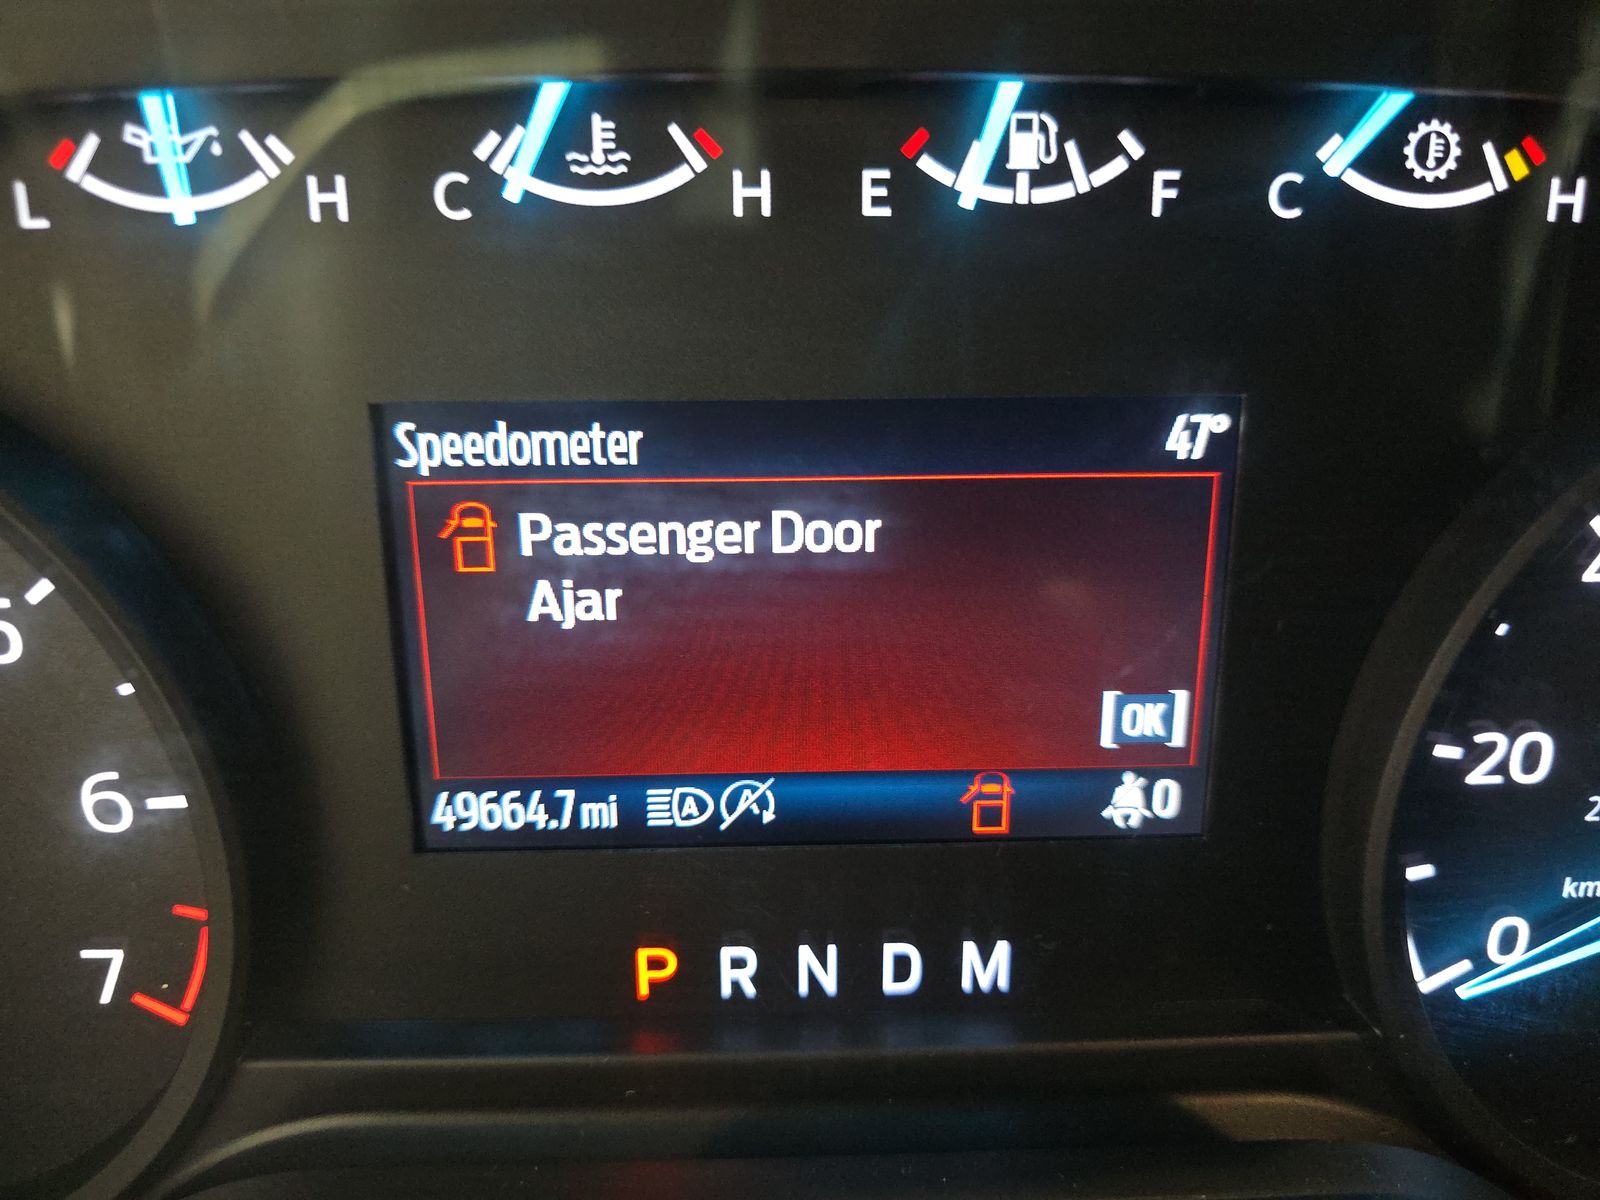 L H C H E F C H
Speedometer 47°
Passenger Door
Ajar
[OK]
49664.7 mi A A 0
6
7
20
0
P R N D M